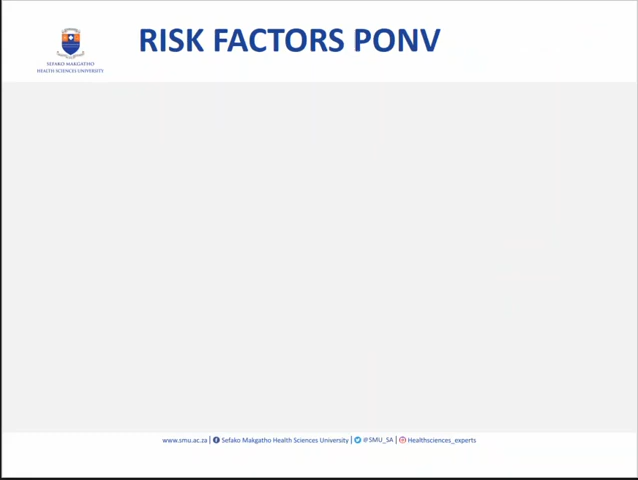 RISK FACTORS PONV
SEFAKO MAKGATHO
HEALTH SCIENCES UNIVERSITY
www.smu.ac.za | Sefako Makgatho Health Sciences University | @SMU_SA | Healthsciences_experts